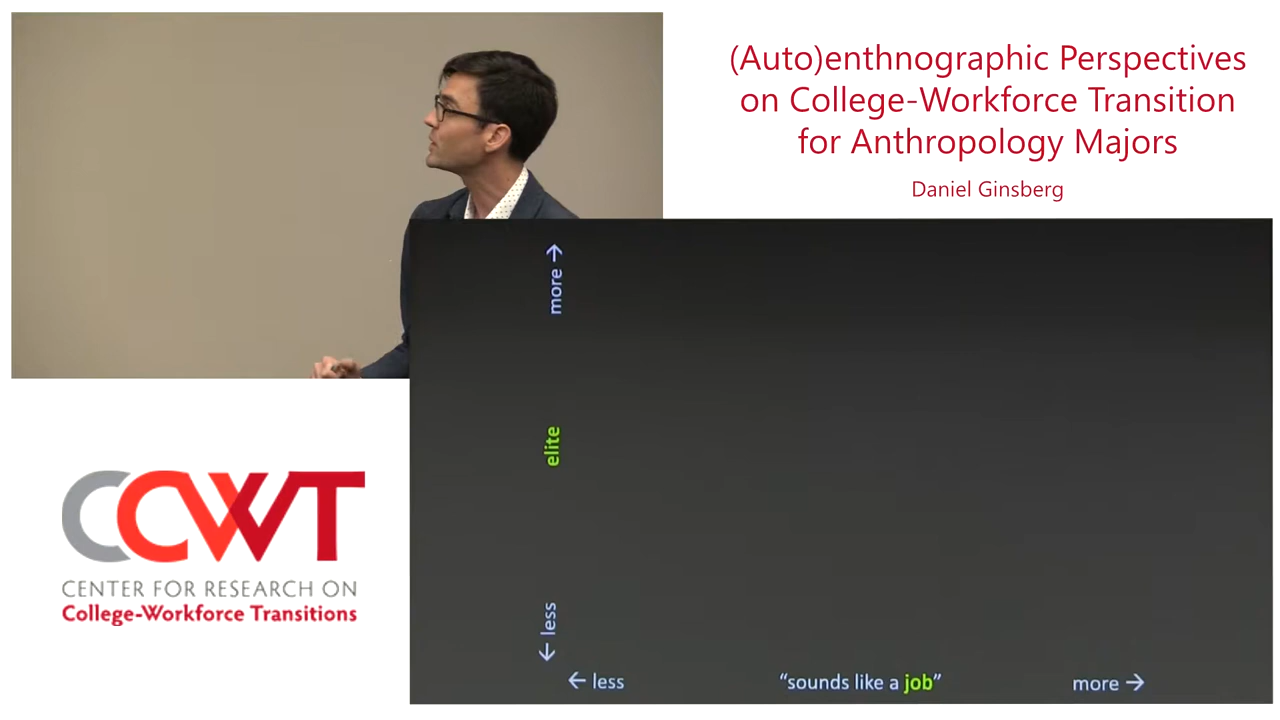 (Auto)enthnographic Perspectives
on College-Workforce Transition
for Anthropology Majors
Daniel Ginsberg
more →
elite
← less
← less
“sounds like a job”
more →
CCWT
CENTER FOR RESEARCH ON
College-Workforce Transitions